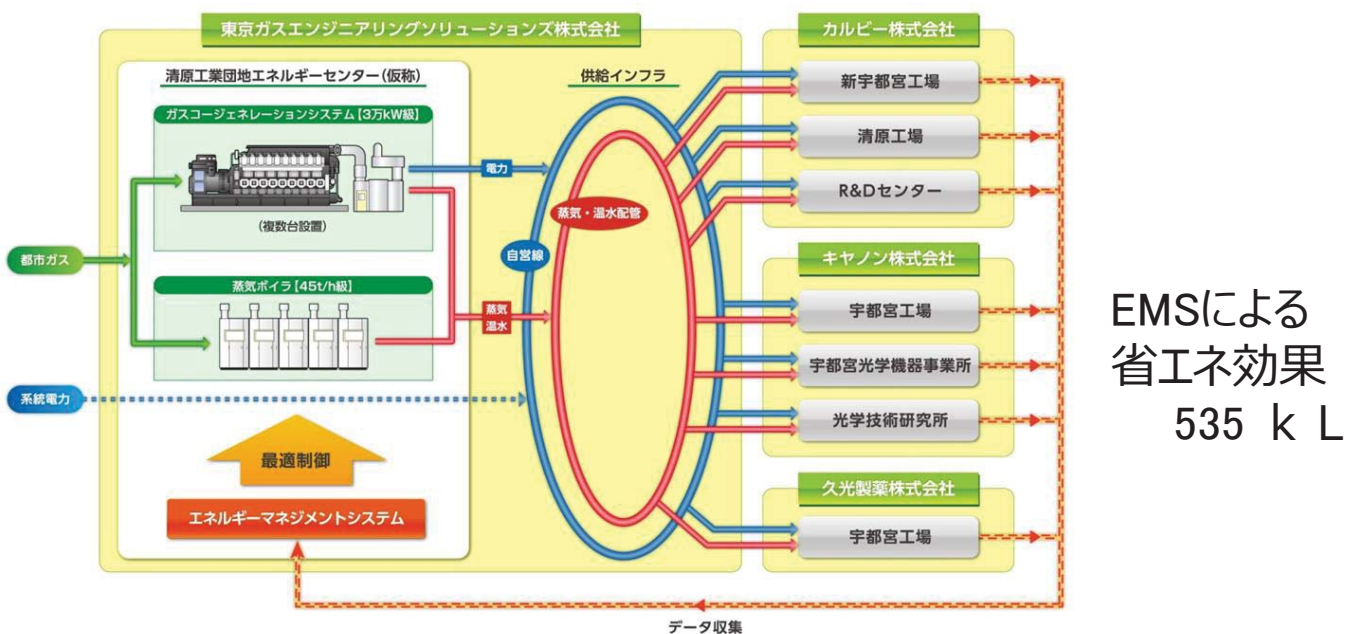 東京ガスエンジニアリングソリューションズ株式会社
清原工業団地エネルギーセンター(仮称)
供給インフラ
ガスコージェネレーションシステム【3万kW級】
(複数台設置)
都市ガス
蒸気ボイラ【45t/h級】
系統電力
最適制御
エネルギーマネジメントシステム
電力
蒸気
温水
自営線
蒸気・温水配管
カルビー株式会社
新宇都宮工場
清原工場
R&Dセンター
キヤノン株式会社
宇都宮工場
宇都宮光学機器事業所
光学技術研究所
久光製薬株式会社
宇都宮工場
データ収集
EMSによる
省エネ効果
535 ｋＬ